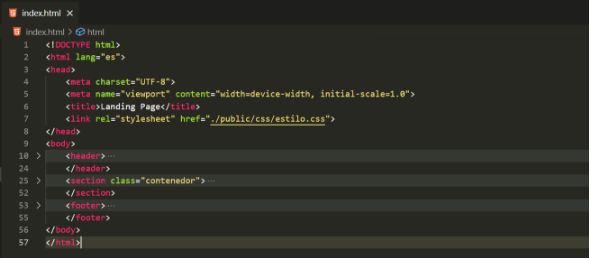 index.html ×
index.html > html
1 <!DOCTYPE html>
2 <html lang="es">
3 <head>
4 <meta charset="UTF-8">
5 <meta name="viewport" content="width=device-width, initial-scale=1.0">
6 <title>Landing Page</title>
7 <link rel="stylesheet" href="./public/css/estilo.css">
8 </head>
9 <body>
10 > <header>···
24 </header>
25 > <section class="contenedor">···
52 </section>
53 > <footer>···
55 </footer>
56 </body>
57 </html>